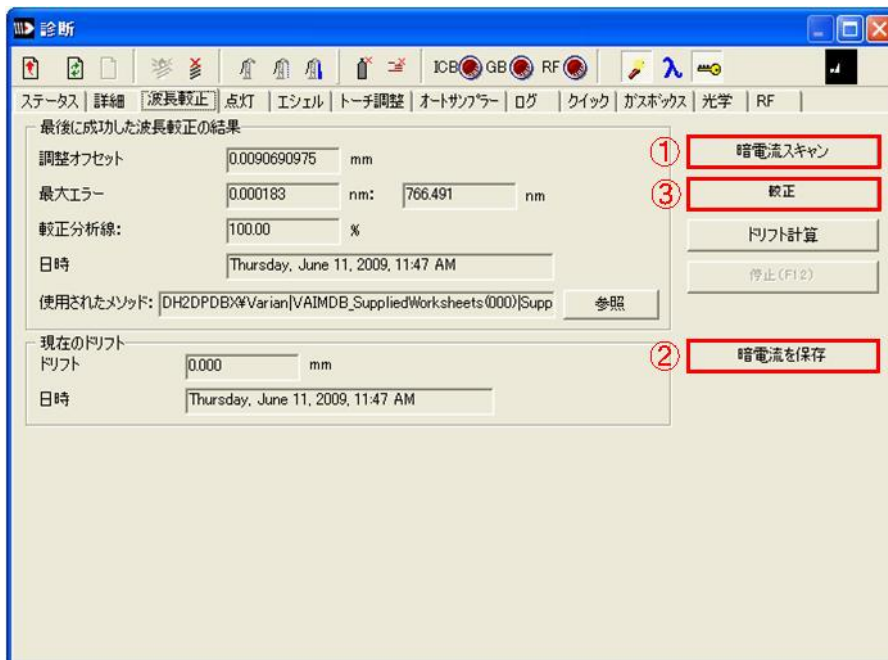 診断
ICB GB RF
ステータス 詳細 波長較正 点灯 エシェル トーチ調整 オートサンプラー ログ クイック ガスボックス 光学 RF
最後に成功した波長較正の結果
調整オフセット 0.0090690975 mm
① 暗電流スキャン
最大エラー 0.000183 nm: 766.491 nm
③ 較正
較正分析線: 100.00 %
ドリフト計算
日時 Thursday, June 11, 2009, 11:47 AM
停止(F12)
使用されたメソッド: DH2DPDBX¥Varian|VAIMDB_SuppliedWorksheets(000)|Supp 参照
現在のドリフト
ドリフト 0.000 mm
② 暗電流を保存
日時 Thursday, June 11, 2009, 11:47 AM